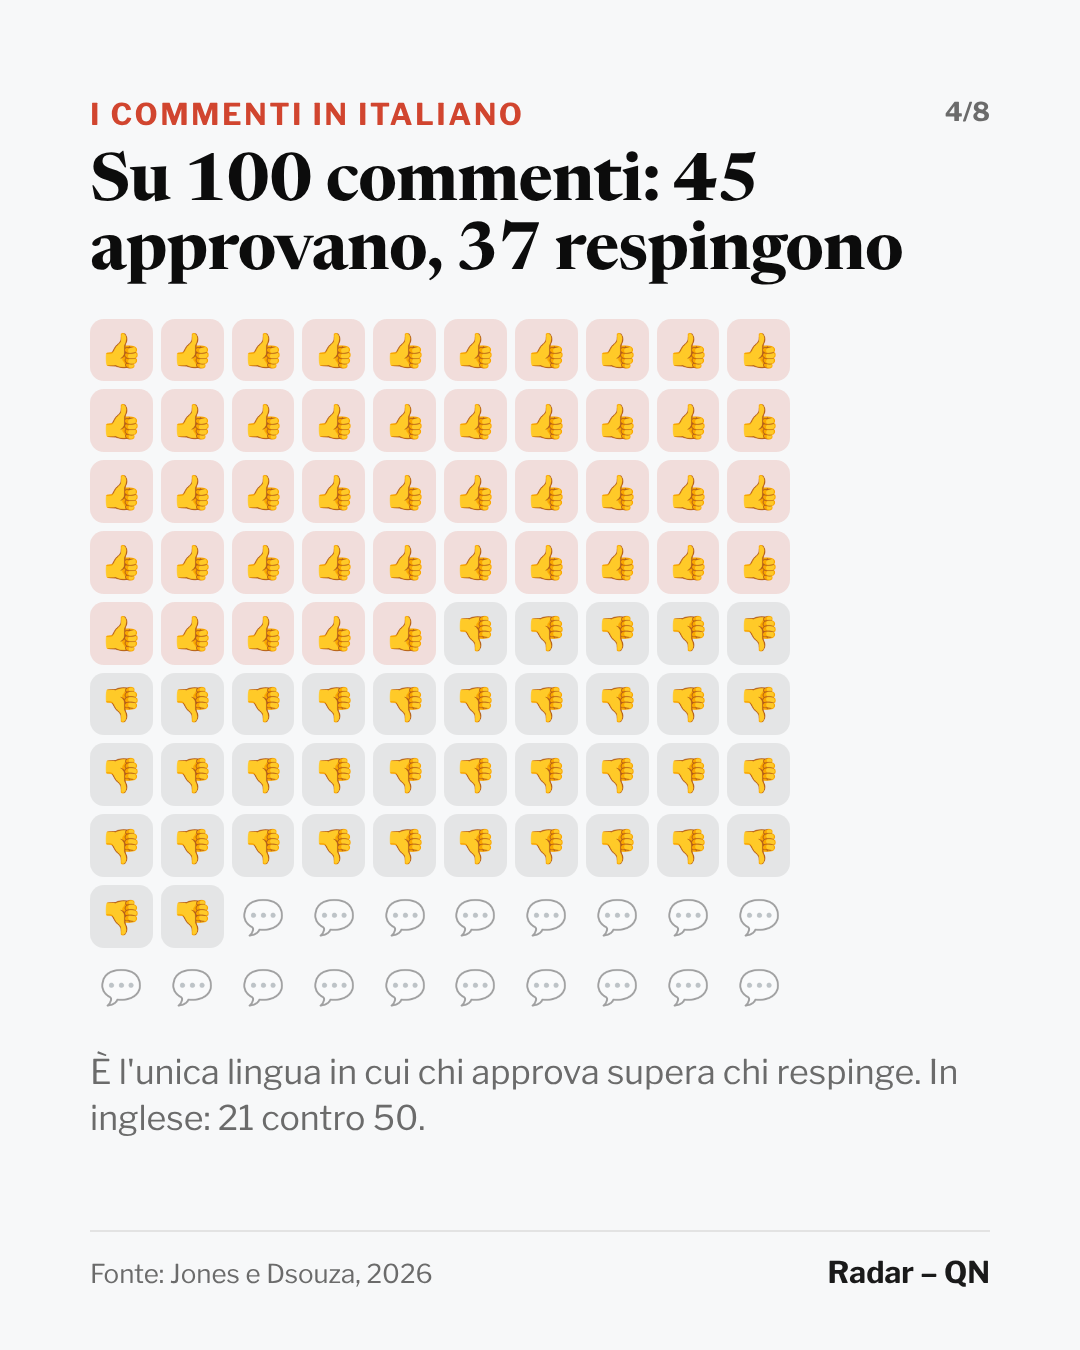 I COMMENTI IN ITALIANO
4/8
Su 100 commenti: 45
approvano, 37 respingono
È l'unica lingua in cui chi approva supera chi respinge. In
inglese: 21 contro 50.
Fonte: Jones e Dsouza, 2026
Radar – QN